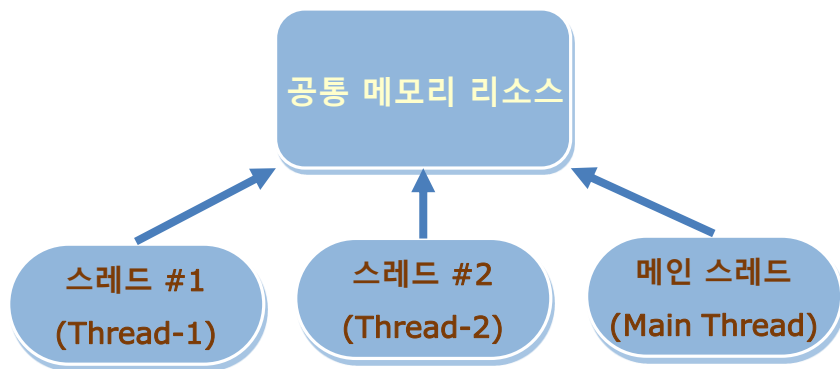 공통 메모리 리소스
스레드 #1
(Thread-1)
스레드 #2
(Thread-2)
메인 스레드
(Main Thread)